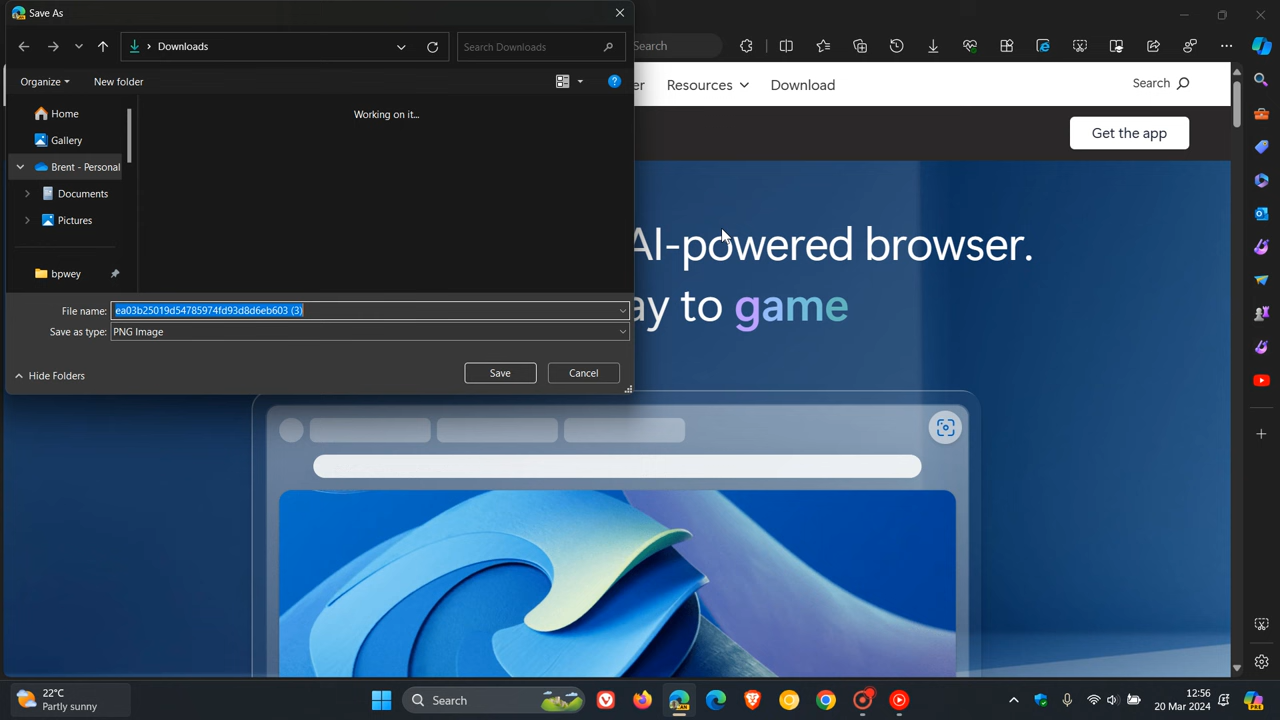 Save As
Downloads
Search Downloads
Search
Organize
New folder
Home
Gallery
Brent - Personal
Documents
Pictures
bpwey
Working on it...
File name:
ea03b25019d54785974fd93d8d6eb603 (3)
Save as type:
PNG Image
Hide Folders
Save
Cancel
er
Resources
Download
Search
Get the app
AI-powered browser.
ay to game
22°C
Partly sunny
Search
12:56
20 Mar 2024